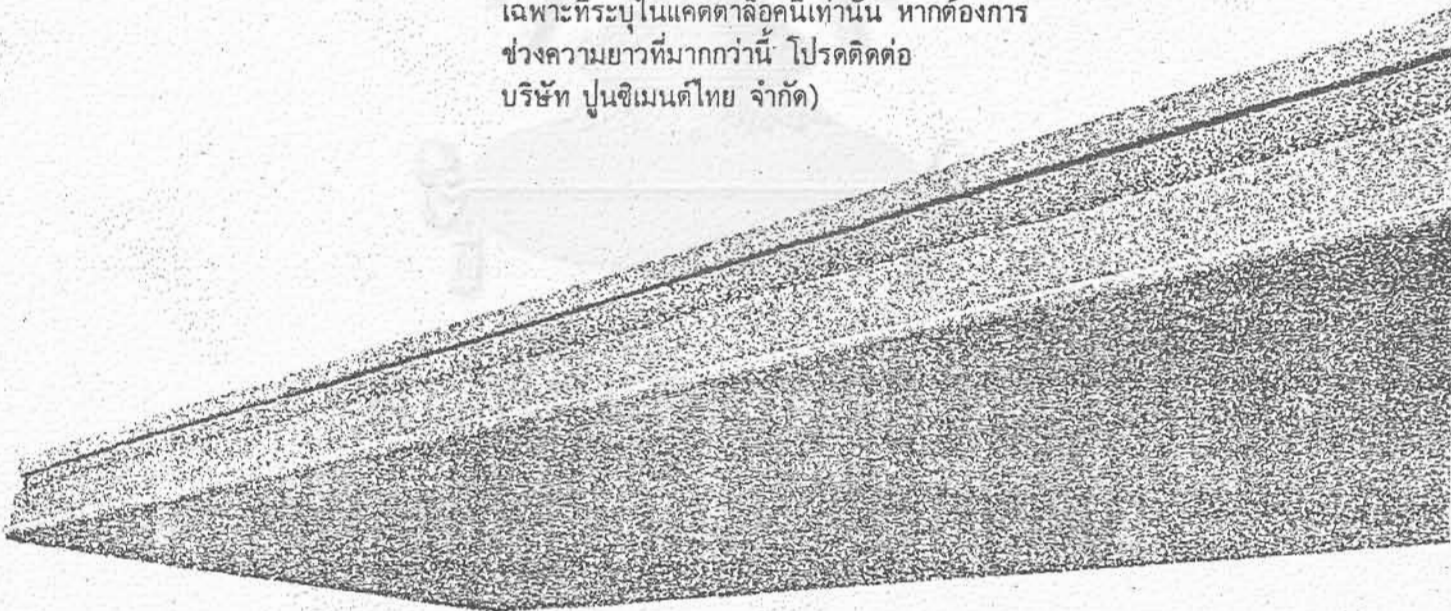 เฉพาะที่ระบุในแคตตาล็อคนี้เท่านั้น หากต้องการ
ช่วงความยาวที่มากกว่านี้ โปรดติดต่อ
บริษัท ปูนซิเมนต์ไทย จำกัด)